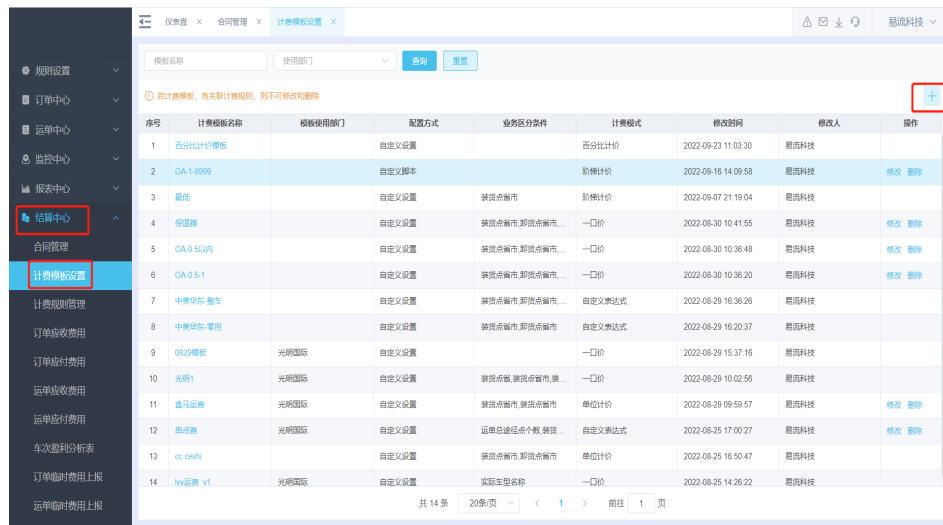 仪表盘 × 合同管理 × 计费模板设置 × 易流科技
规则设置
订单中心
运单中心
监控中心
报表中心
结算中心
合同管理
计费模板设置
计费规则管理
订单应收费用
订单应付费用
运单应收费用
运单应付费用
车次盈利分析表
订单临时费用上报
运单临时费用上报
模板名称 使用部门 查询 重置
若计费模板，有关联计费规则，则不可修改和删除
序号 计费模板名称 模板使用部门 配置方式 业务区分条件 计费模式 修改时间 修改人 操作
1 百分比计价模板 自定义设置 百分比计价 2022-09-23 11:03:30 易流科技
2 OA-1-9999 自定义脚本 阶梯计价 2022-09-16 14:09:58 易流科技 修改 删除
3 最低 自定义设置 装货点省市 阶梯计价 2022-09-07 21:19:04 易流科技
4 保温箱 自定义设置 装货点省市,卸货点省市,... 一口价 2022-08-30 10:41:55 易流科技 修改 删除
5 OA-0.5以内 自定义设置 装货点省市,卸货点省市,... 一口价 2022-08-30 10:36:48 易流科技 修改 删除
6 OA-0.5-1 自定义设置 装货点省市,卸货点省市,... 一口价 2022-08-30 10:36:20 易流科技 修改 删除
7 中美华东-整车 自定义设置 装货点省市,卸货点省市,... 自定义表达式 2022-08-29 16:36:26 易流科技
8 中美华东-零担 自定义设置 装货点省市,卸货点省市 自定义表达式 2022-08-29 16:20:37 易流科技
9 0829模板 光明国际 自定义设置 一口价 2022-08-29 15:37:16 易流科技
10 光明1 光明国际 自定义设置 装货点省,装货点省市,装... 一口价 2022-08-29 10:02:56 易流科技
11 盒马运费 光明国际 自定义设置 装货点省市,装货点省市 单位计价 2022-08-29 09:59:57 易流科技 修改 删除
12 串点费 光明国际 自定义设置 运单总途径点个数,装货... 自定义表达式 2022-08-25 17:00:27 易流科技 修改 删除
13 cc ceshi 自定义设置 装货点省市,卸货点省市 单位计价 2022-08-25 16:50:47 易流科技
14 lyy运费_v1 光明国际 自定义设置 实际车型名称 一口价 2022-08-25 14:26:22 易流科技
共 14 条 20条/页 < 1 > 前往 1 页